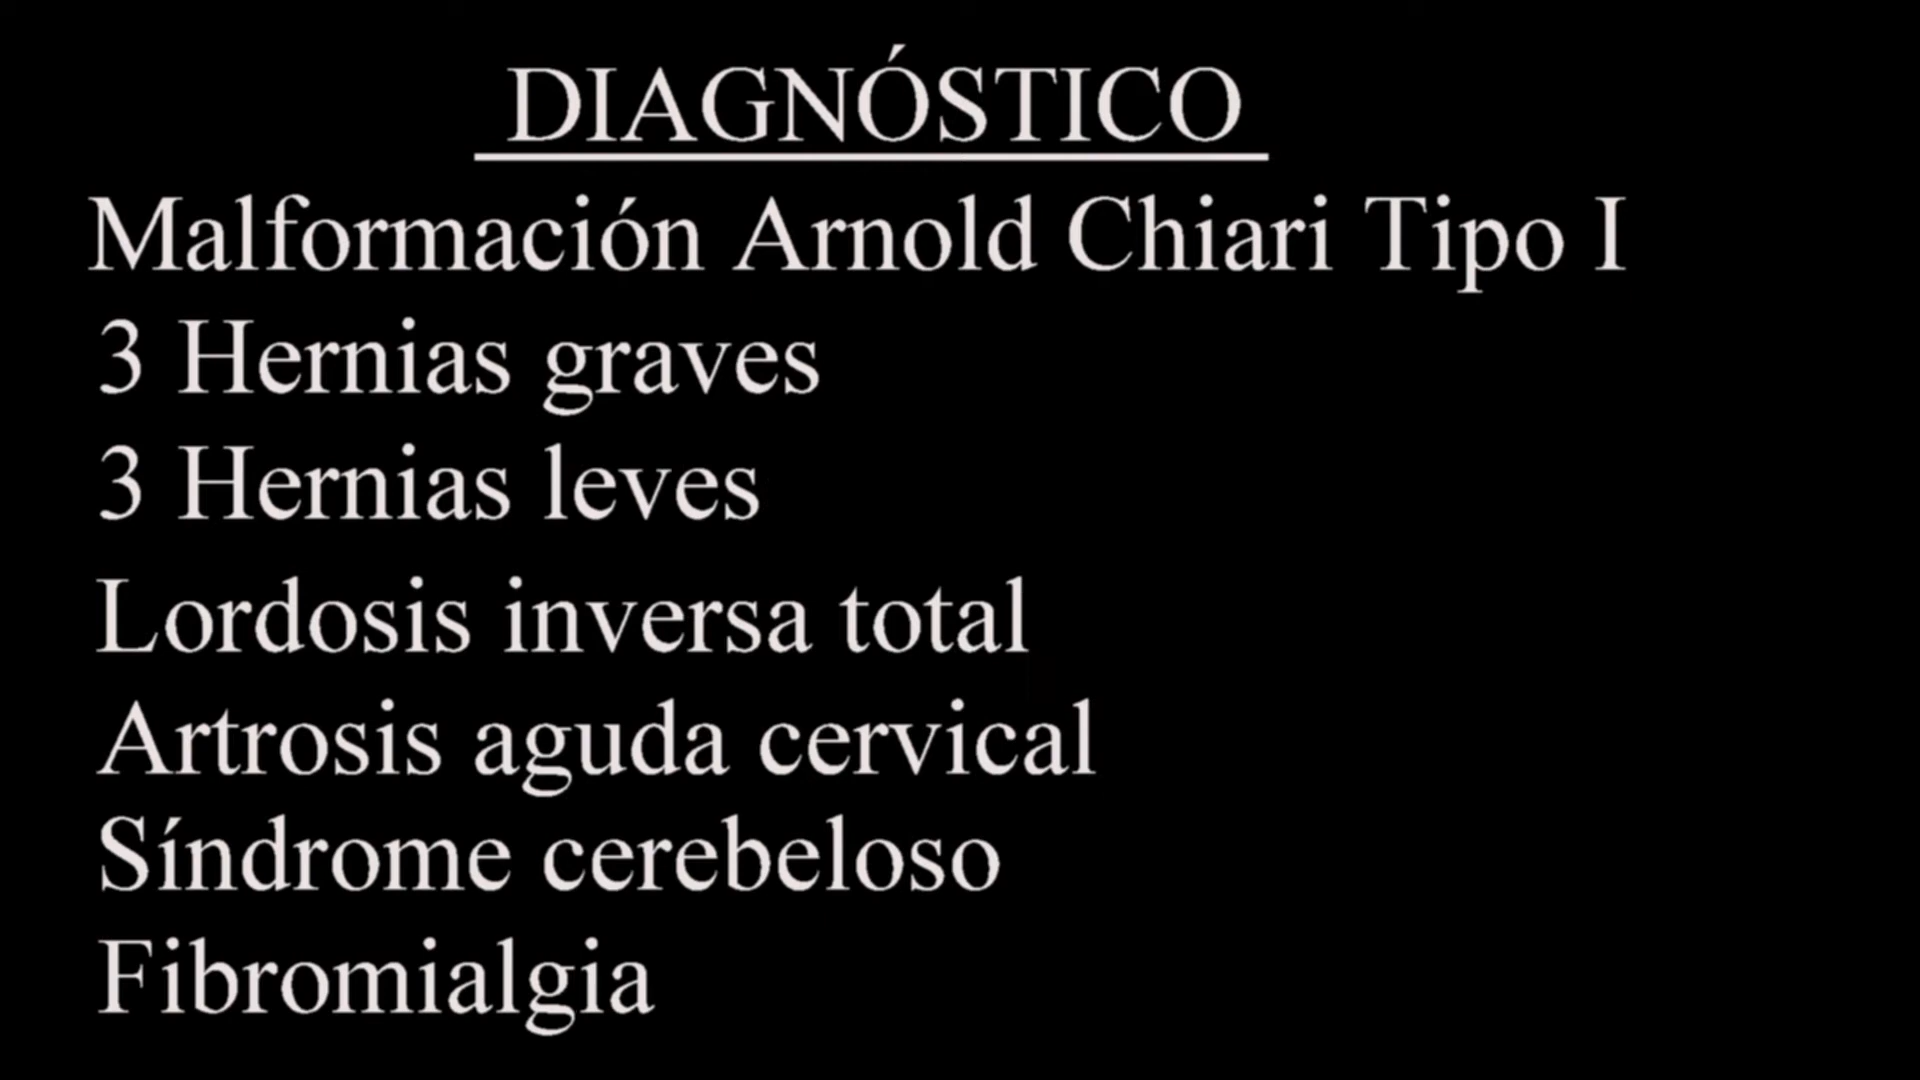 DIAGNÓSTICO
Malformación Arnold Chiari Tipo I
3 Hernias graves
3 Hernias leves
Lordosis inversa total
Artrosis aguda cervical
Síndrome cerebeloso
Fibromialgia